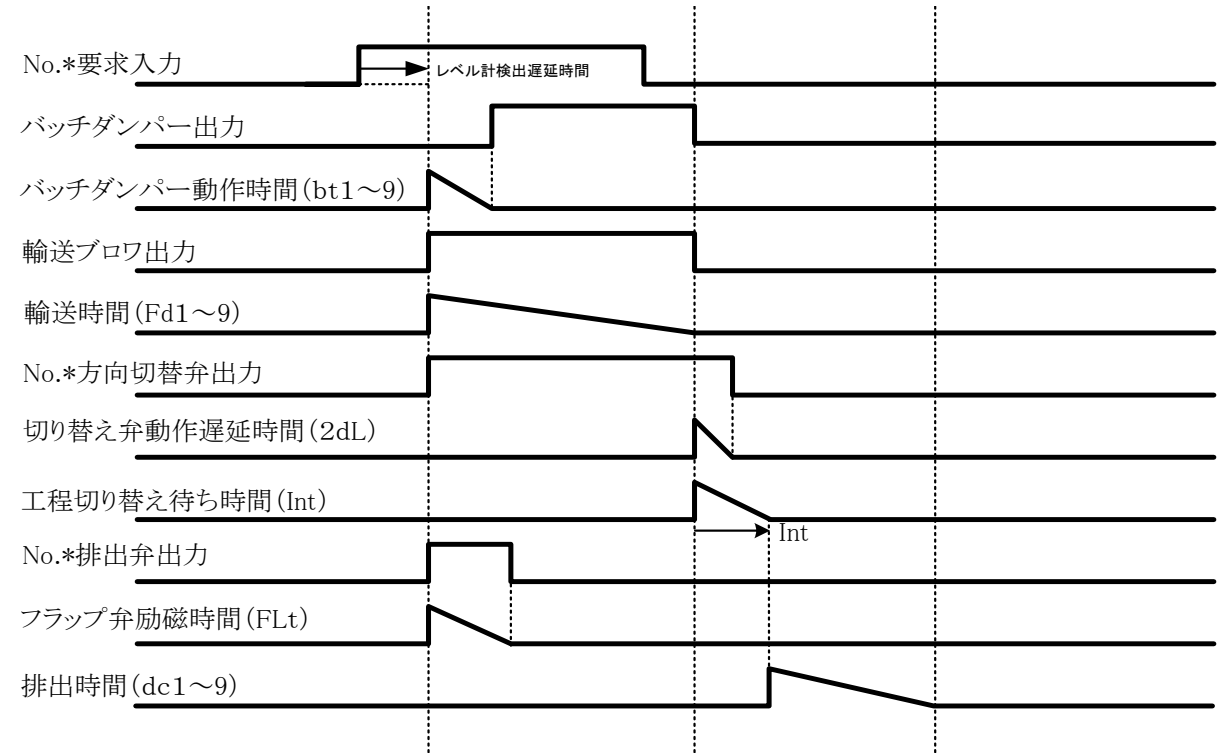 No.*要求入力
レベル計検出遅延時間
バッチダンパー出力
バッチダンパー動作時間(bt1～9)
輸送ブロワ出力
輸送時間(Fd1～9)
No.*方向切替弁出力
切り替え弁動作遅延時間(2dL)
工程切り替え待ち時間(Int)
Int
No.*排出弁出力
フラップ弁励磁時間(FLt)
排出時間(dc1～9)